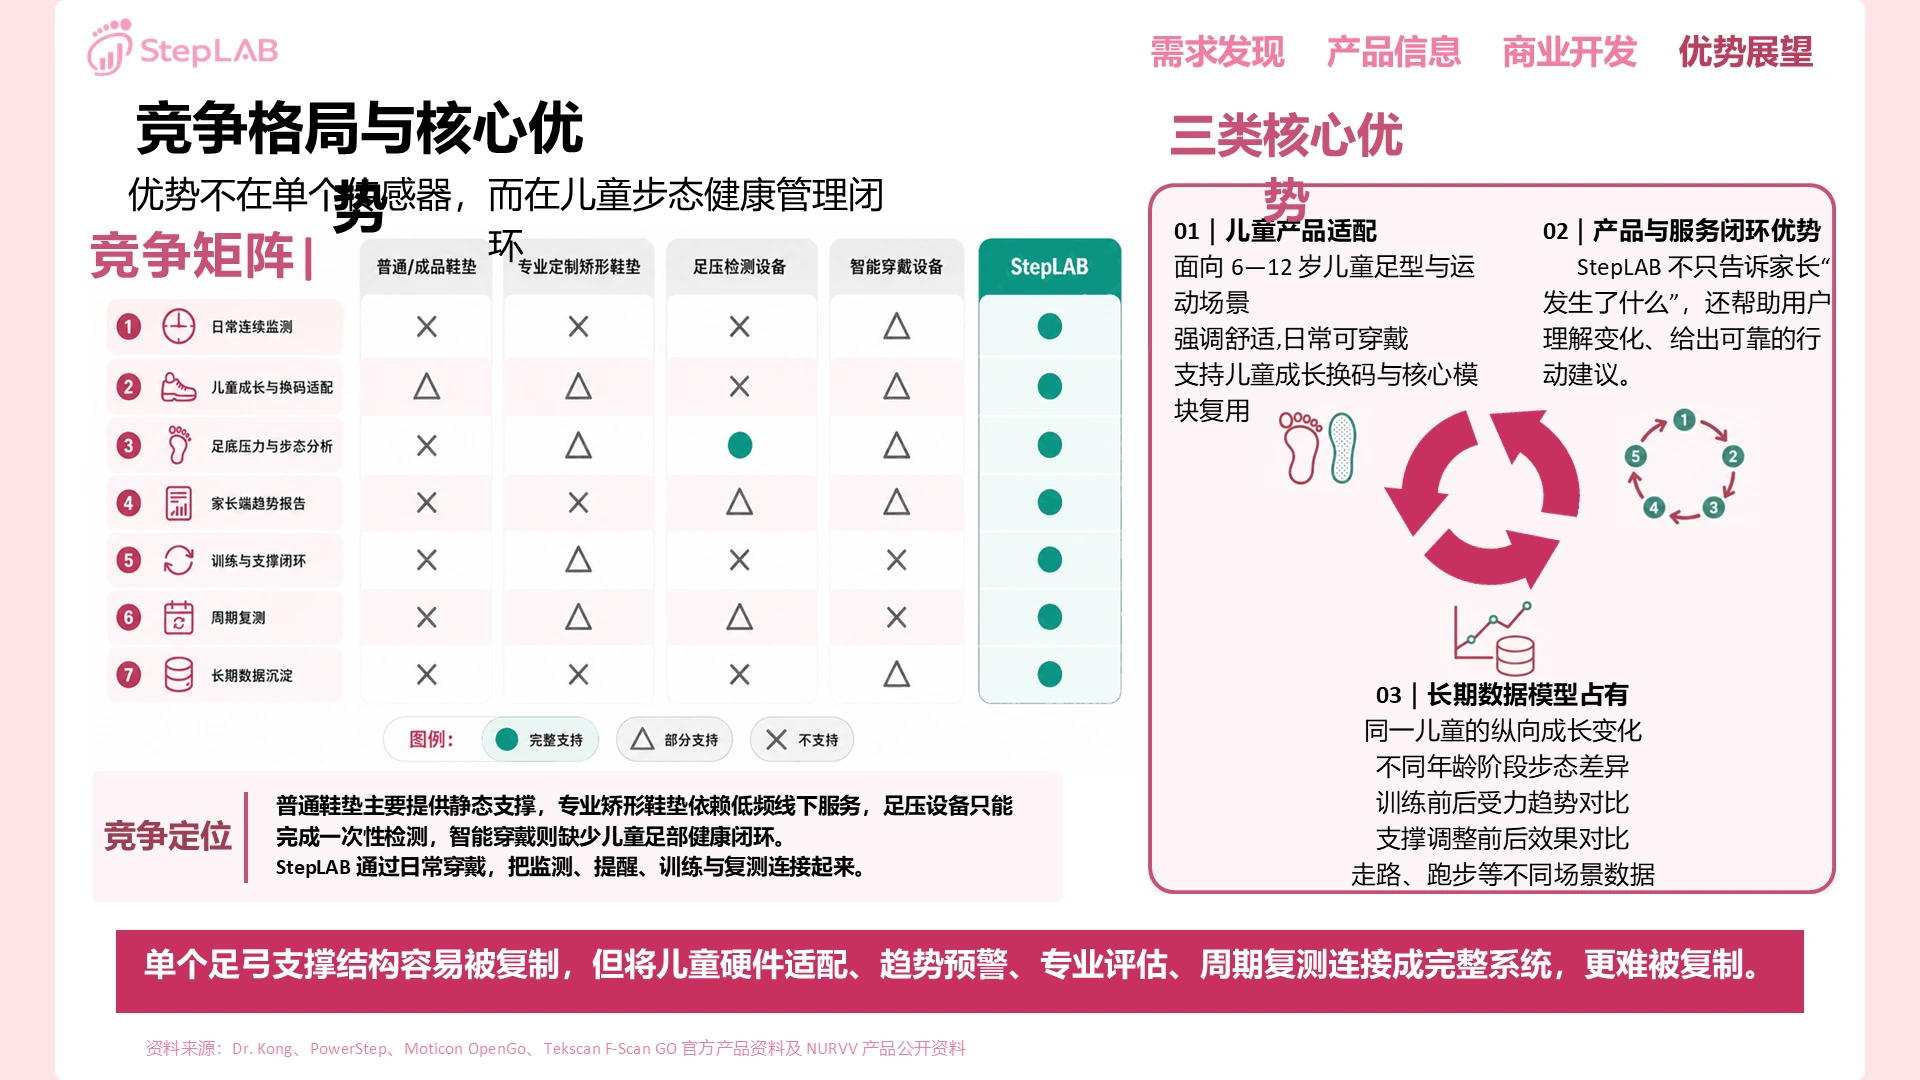 StepLAB
需求发现 产品信息 商业开发 优势展望
竞争格局与核心优
势
优势不在单个传感器，而在儿童步态健康管理闭
环
竞争矩阵|
普通/成品鞋垫 专业定制矫形鞋垫 足压检测设备 智能穿戴设备 StepLAB
1 日常连续监测
2 儿童成长与换码适配
3 足底压力与步态分析
4 家长端趋势报告
5 训练与支撑闭环
6 周期复测
7 长期数据沉淀
图例： 完整支持 部分支持 不支持
竞争定位
普通鞋垫主要提供静态支撑，专业矫形鞋垫依赖低频线下服务，足压设备只能
完成一次性检测，智能穿戴则缺少儿童足部健康闭环。
StepLAB 通过日常穿戴，把监测、提醒、训练与复测连接起来。
三类核心优
势
01｜儿童产品适配
面向 6—12 岁儿童足型与运
动场景
强调舒适,日常可穿戴
支持儿童成长换码与核心模
块复用
02｜产品与服务闭环优势
StepLAB 不只告诉家长“
发生了什么”，还帮助用户
理解变化、给出可靠的行
动建议。
1
2
3
4
5
03｜长期数据模型占有
同一儿童的纵向成长变化
不同年龄阶段步态差异
训练前后受力趋势对比
支撑调整前后效果对比
走路、跑步等不同场景数据
单个足弓支撑结构容易被复制，但将儿童硬件适配、趋势预警、专业评估、周期复测连接成完整系统，更难被复制。
资料来源：Dr. Kong、PowerStep、Moticon OpenGo、Tekscan F-Scan GO 官方产品资料及 NURVV 产品公开资料